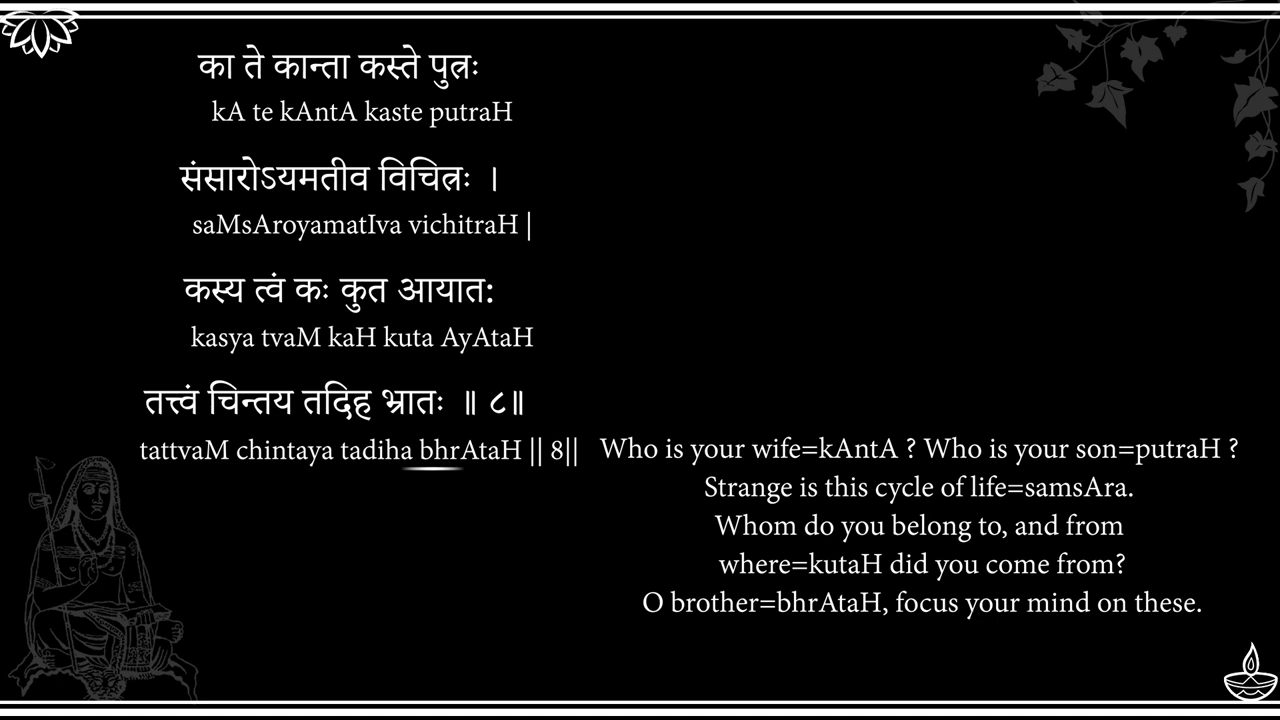 का ते कान्ता कस्ते पुत्रः
kA te kAntA kaste putraH
संसारोऽयमतीव विचित्रः ।
saMsAroyamatIva vichitraH |
कस्य त्वं कः कुत आयात:
kasya tvaM kaH kuta AyAtaH
तत्त्वं चिन्तय तदिह भ्रातः ॥ ८॥
tattvaM chintaya tadiha bhrAtaH || 8||
Who is your wife=kAntA ? Who is your son=putraH ?
Strange is this cycle of life=samsAra.
Whom do you belong to, and from
where=kutaH did you come from?
O brother=bhrAtaH, focus your mind on these.